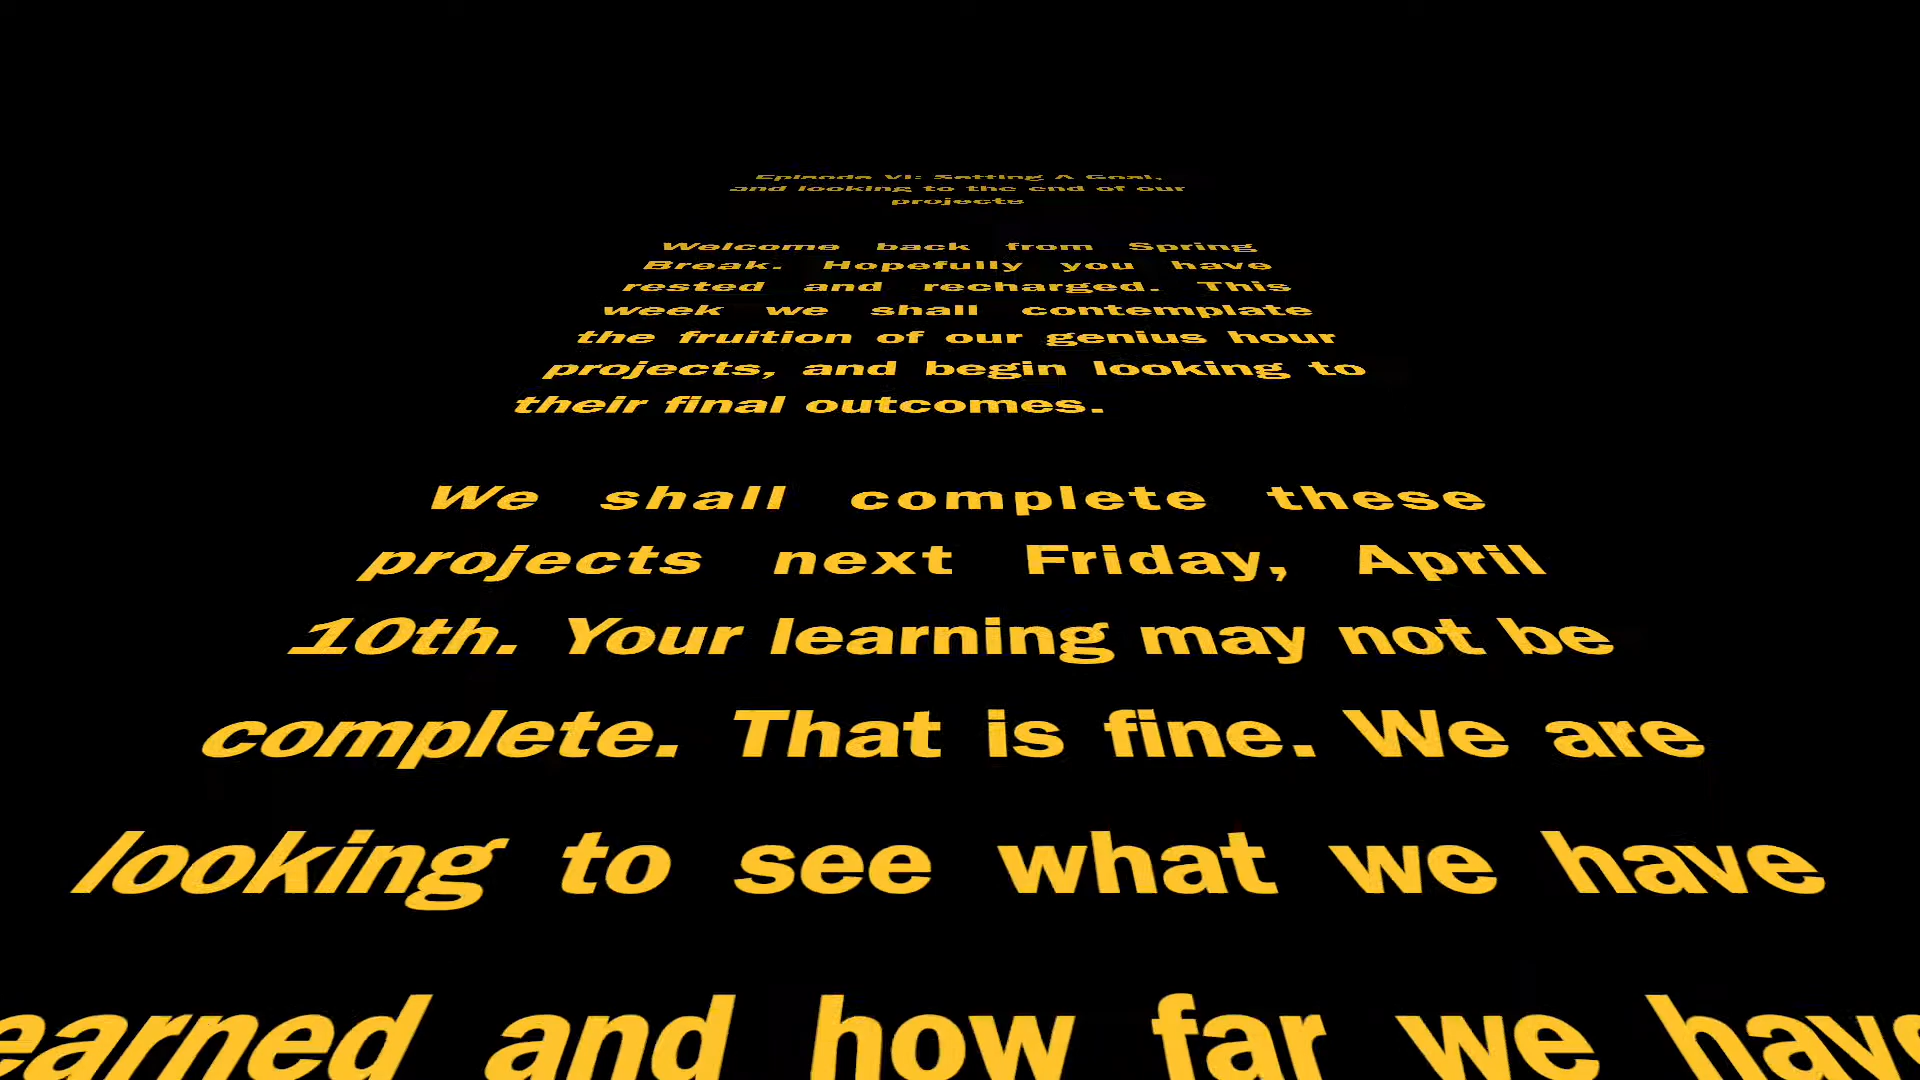 Episode VI: Setting A Goal,
and looking to the end of our
projects
Welcome back from Spring
Break. Hopefully you have
rested and recharged. This
week we shall contemplate
the fruition of our genius hour
projects, and begin looking to
their final outcomes.
We shall complete these
projects next Friday, April
10th. Your learning may not be
complete. That is fine. We are
looking to see what we have
earned and how far we have